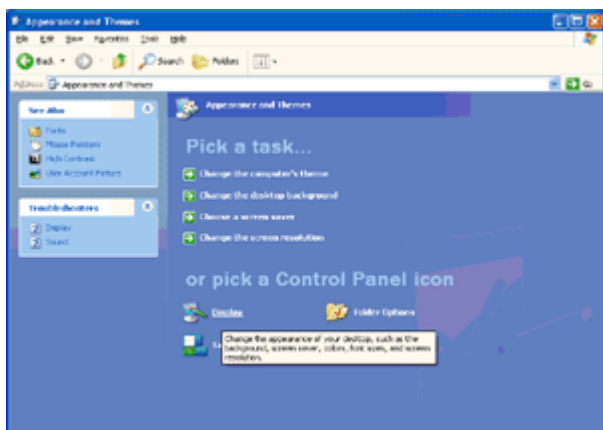 Appearance and Themes
File Edit View Favorites Tools Help
Back Search Folders
Address Appearance and Themes
See Also
Fonts
Mouse Pointers
High Contrast
User Account Picture
Troubleshooters
Display
Sound
Appearance and Themes
Pick a task...
Change the computer's theme
Change the desktop background
Choose a screen saver
Change the screen resolution
or pick a Control Panel icon
Display Folder Options
Change the appearance of your desktop, such as the
background, screen saver, colors, font sizes, and screen
resolution.